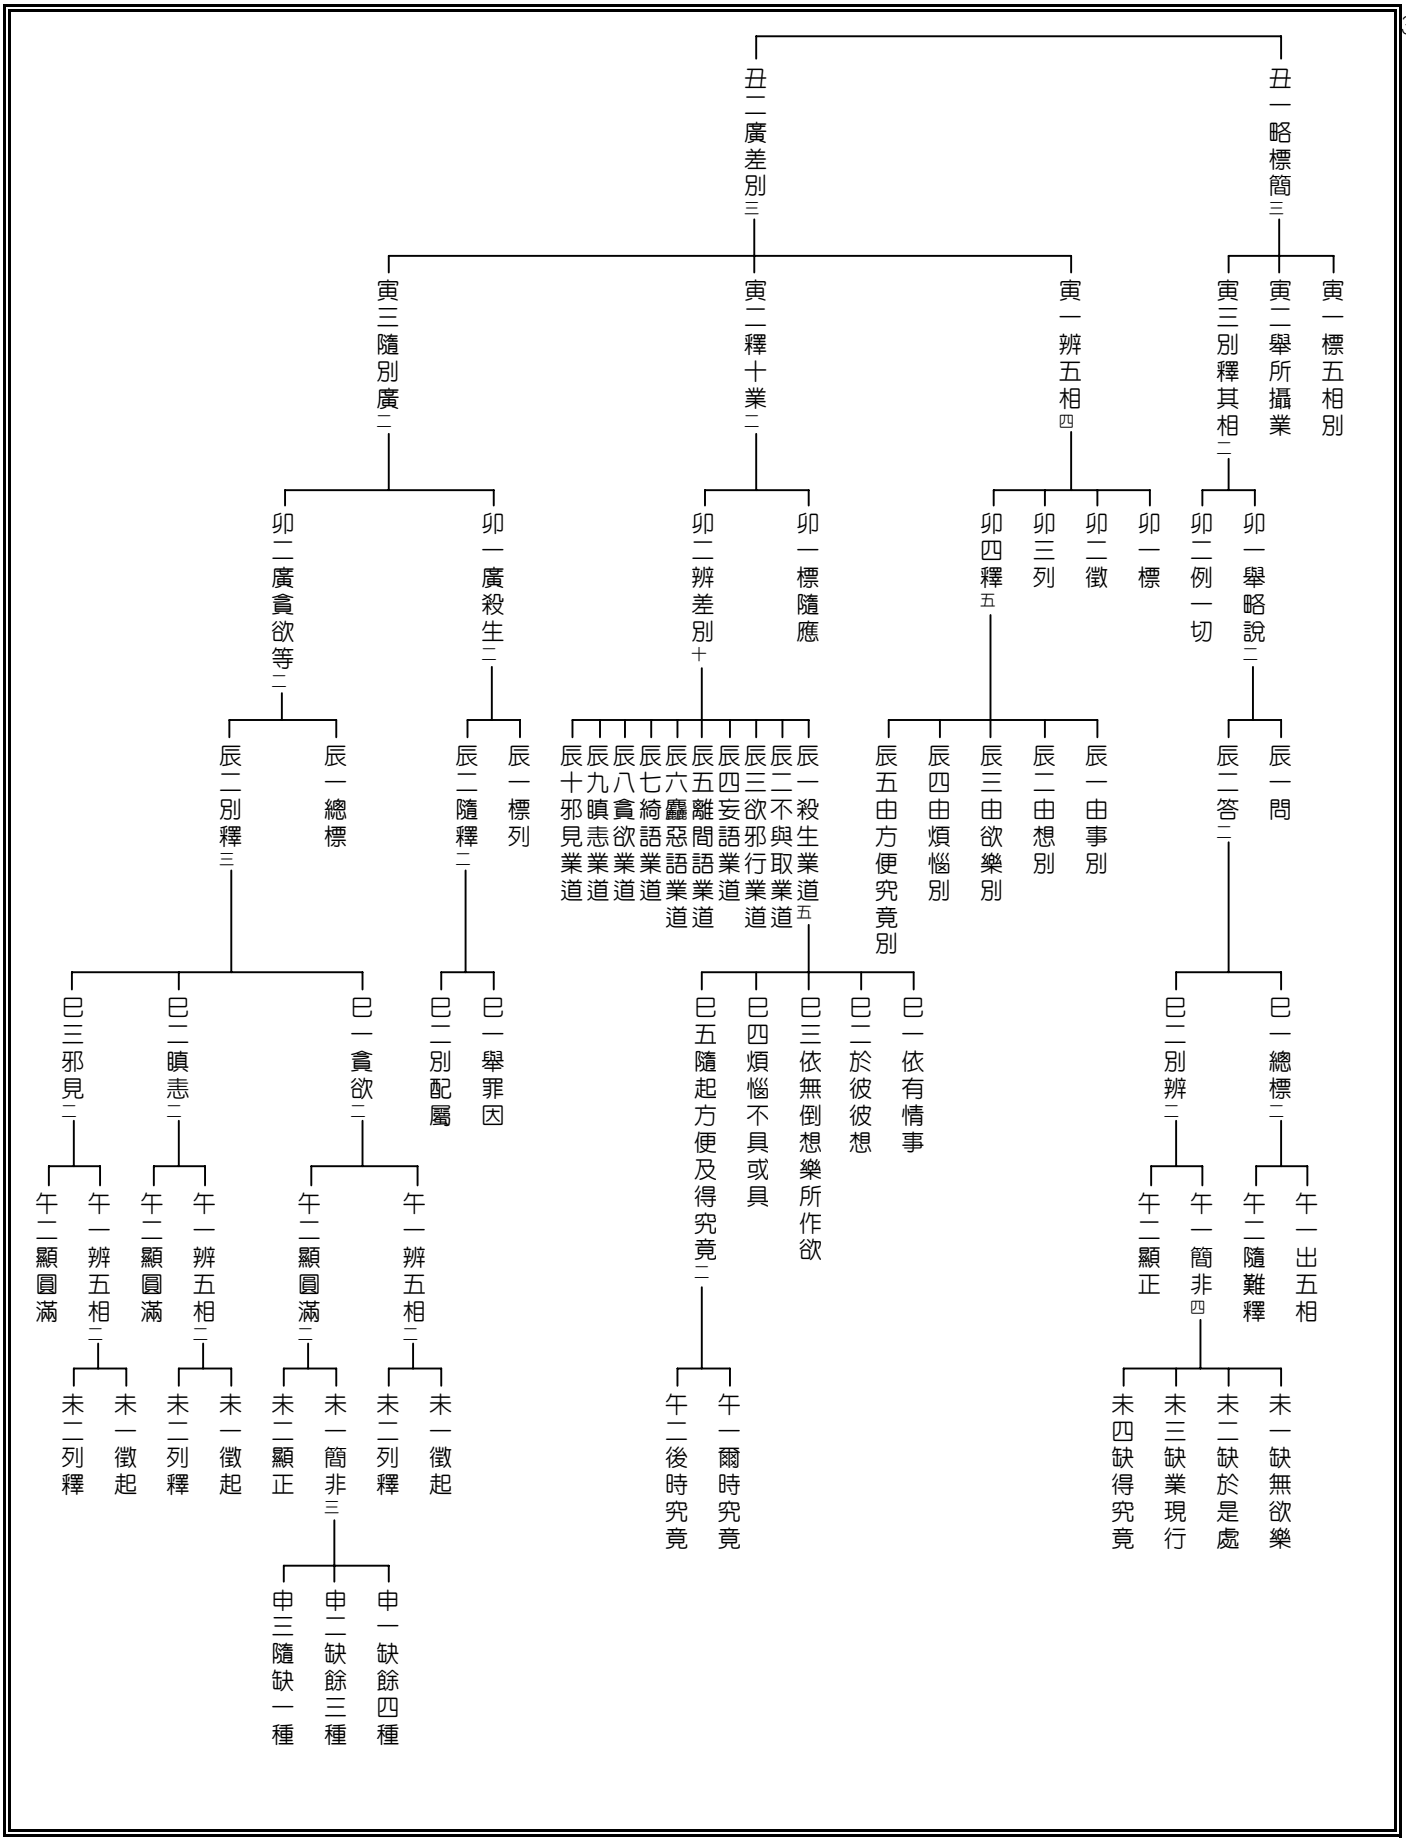 丑一略標簡三
丑二廣差別三
寅一標五相別
寅二舉所攝業
寅三別釋其相二
寅一辨五相四
寅二釋十業二
寅三隨別廣二
卯一舉略說二
卯二例一切
卯一標
卯二徵
卯三列
卯四釋五
卯一標隨應
卯二辨差別十
卯一廣殺生二
卯二廣貪欲等二
辰一問
辰二答二
辰一由事別
辰二由想別
辰三由欲樂別
辰四由煩惱別
辰五由方便究竟別
辰一殺生業道五
辰二不與取業道
辰三欲邪行業道
辰四妄語業道
辰五離間語業道
辰六麤惡語業道
辰七綺語業道
辰八貪欲業道
辰九瞋恚業道
辰十邪見業道
辰一標列
辰二隨釋二
辰一總標
辰二別釋三
巳一總標二
巳二別辨二
巳一依有情事
巳二於彼彼想
巳三依無倒想樂所作欲
巳四煩惱不具或具
巳五隨起方便及得究竟二
巳一舉罪因
巳二別配屬
巳一貪欲二
巳二瞋恚二
巳三邪見二
午一出五相
午二隨難釋
午一簡非四
午二顯正
午一爾時究竟
午二後時究竟
午一辨五相二
午二顯圓滿二
午一辨五相二
午二顯圓滿
午一辨五相二
午二顯圓滿
未一缺無欲樂
未二缺於是處
未三缺業現行
未四缺得究竟
未一徵起
未二列釋
未一簡非三
未二顯正
未一徵起
未二列釋
未一徵起
未二列釋
申一缺餘四種
申二缺餘三種
申三隨缺一種